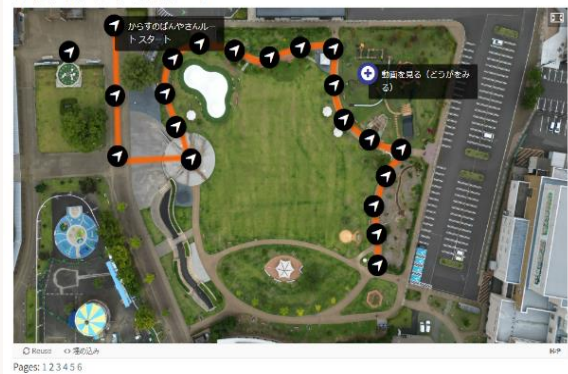 からすのぱんやさんルー
ト スタート
動画を見る（どうがをみ
る）
Reuse
埋め込み
Pages: 1 2 3 4 5 6